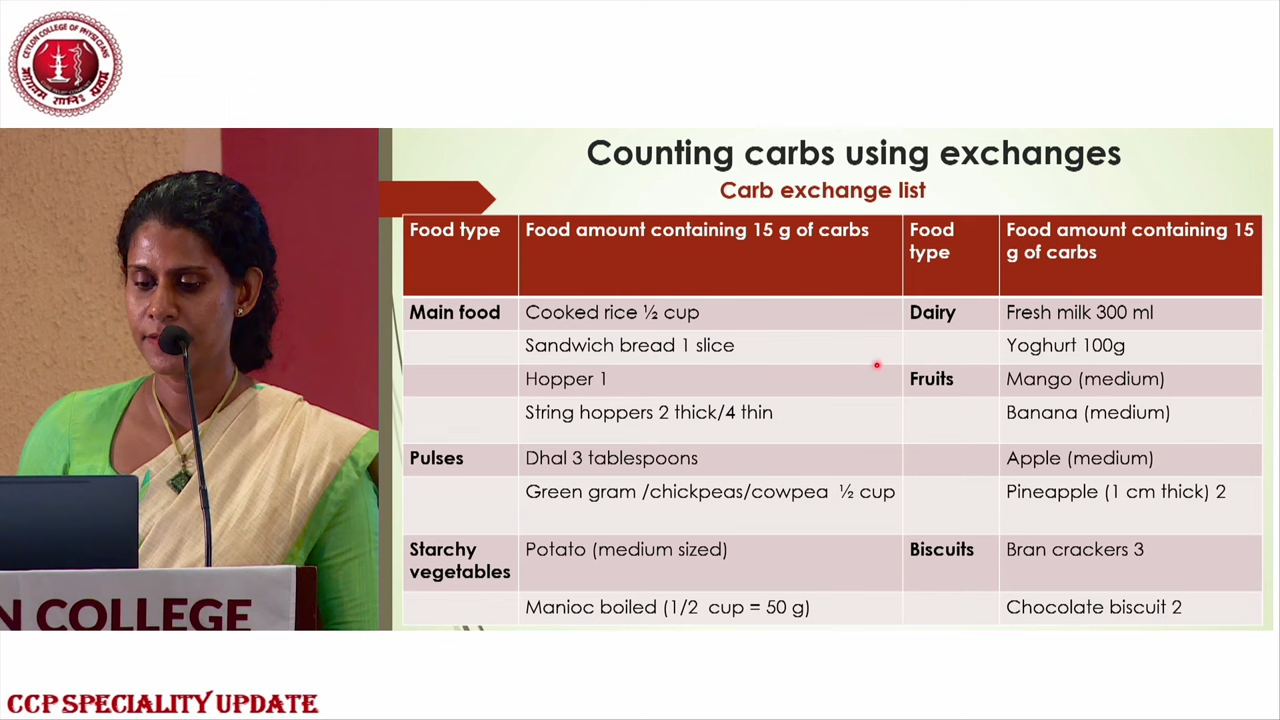 CEYLON COLLEGE OF PHYSICIANS
Counting carbs using exchanges
Carb exchange list
Food type
Food amount containing 15 g of carbs
Food
type
Food amount containing 15
g of carbs
Main food
Cooked rice ½ cup
Dairy
Fresh milk 300 ml
Sandwich bread 1 slice
Yoghurt 100g
Hopper 1
Fruits
Mango (medium)
String hoppers 2 thick/4 thin
Banana (medium)
Pulses
Dhal 3 tablespoons
Apple (medium)
Green gram /chickpeas/cowpea ½ cup
Pineapple (1 cm thick) 2
Starchy
vegetables
Potato (medium sized)
Biscuits
Bran crackers 3
Manioc boiled (1/2 cup = 50 g)
Chocolate biscuit 2
N COLLEGE
CCP SPECIALITY UPDATE